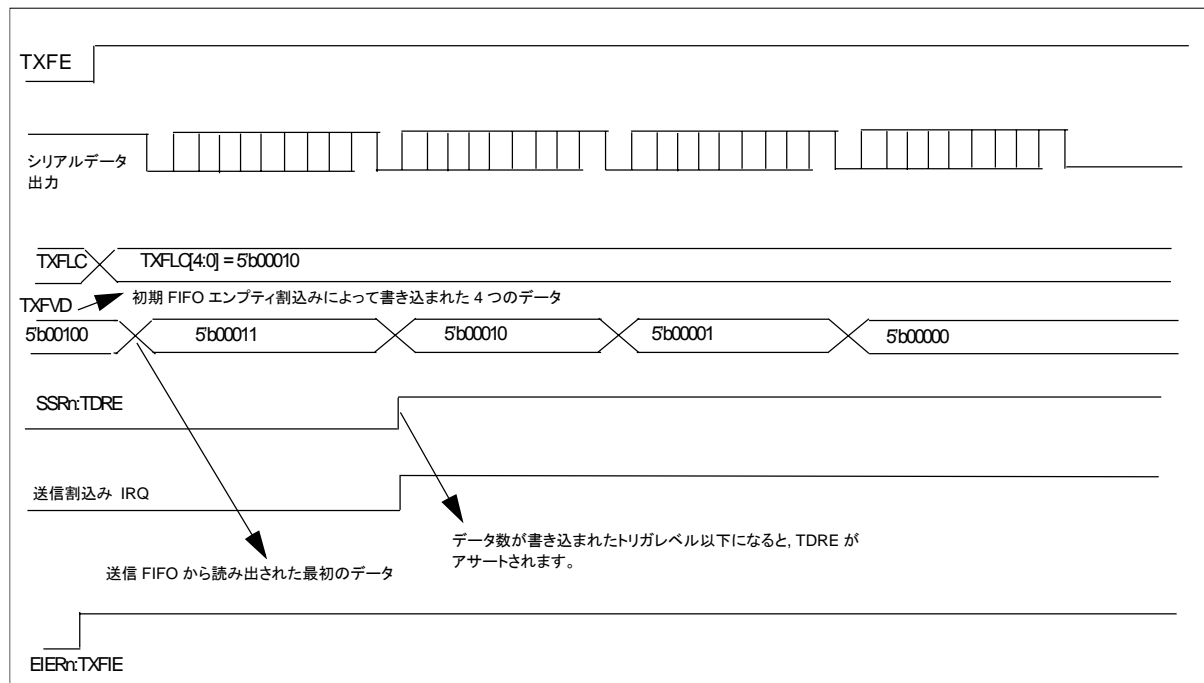 TXFE
シリアルデータ
出力
TXFLC
TXFLC[4:0] = 5'b00010
TXFVD
初期 FIFO エンプティ割込みによって書き込まれた 4 つのデータ
5'b00100
5'b00011
5'b00010
5'b00001
5'b00000
SSRn:TDRE
送信割込み IRQ
データ数が書き込まれたトリガレベル以下になると, TDRE が
アサートされます。
送信 FIFO から読み出された最初のデータ
EIERn:TXFIE